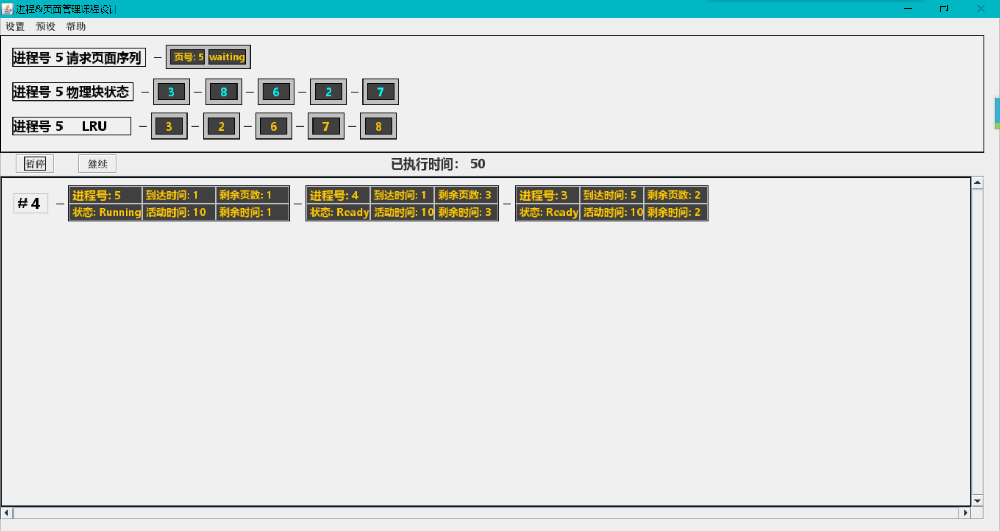 进程&页面管理课程设计
设置 预设 帮助
进程号 5 请求页面序列 – 页号: 5 waiting
进程号 5 物理块状态 – 3 – 8 – 6 – 2 – 7
进程号 5 LRU – 3 – 2 – 6 – 7 – 8
暂停 继续 已执行时间： 50
#4 – 进程号: 5 到达时间: 1 剩余页数: 1 – 进程号: 4 到达时间: 1 剩余页数: 3 – 进程号: 3 到达时间: 5 剩余页数: 2
状态: Running 活动时间: 10 剩余时间: 1 状态: Ready 活动时间: 10 剩余时间: 3 状态: Ready 活动时间: 10 剩余时间: 2